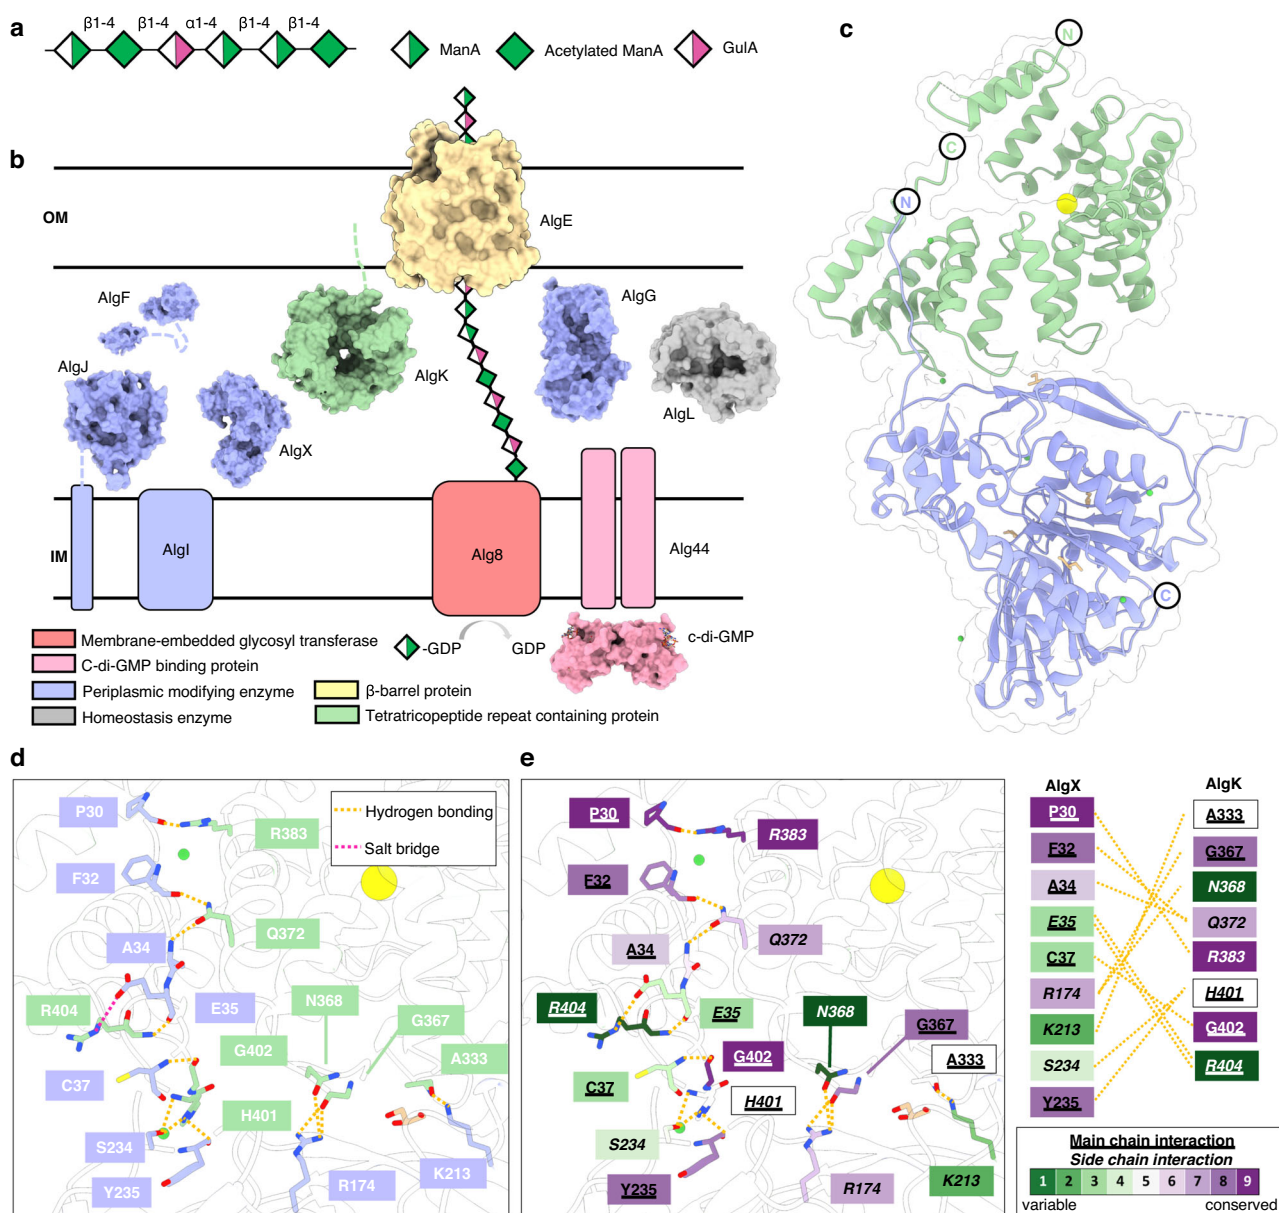 a
β1-4 β1-4 α1-4 β1-4 β1-4
ManA
Acetylated ManA
GulA
b
OM
AlgE
AlgF
AlgJ
AlgX
AlgK
AlgG
AlgL
IM
AlgI
Alg8
Alg44
-GDP
GDP
c-di-GMP
Membrane-embedded glycosyl transferase
C-di-GMP binding protein
Periplasmic modifying enzyme
Homeostasis enzyme
β-barrel protein
Tetratricopeptide repeat containing protein
c
N
C
N
C
d
Hydrogen bonding
Salt bridge
P30
R383
F32
Q372
A34
R404
E35
N368
G367
G402
A333
C37
H401
S234
Y235
R174
K213
e
P30
R383
F32
Q372
A34
R404
E35
N368
G367
G402
A333
C37
H401
S234
Y235
R174
K213
AlgX
P30
F32
A34
E35
C37
R174
K213
S234
Y235
AlgK
A333
G367
N368
Q372
R383
H401
G402
R404
Main chain interaction
Side chain interaction
1 2 3 4 5 6 7 8 9
variable conserved